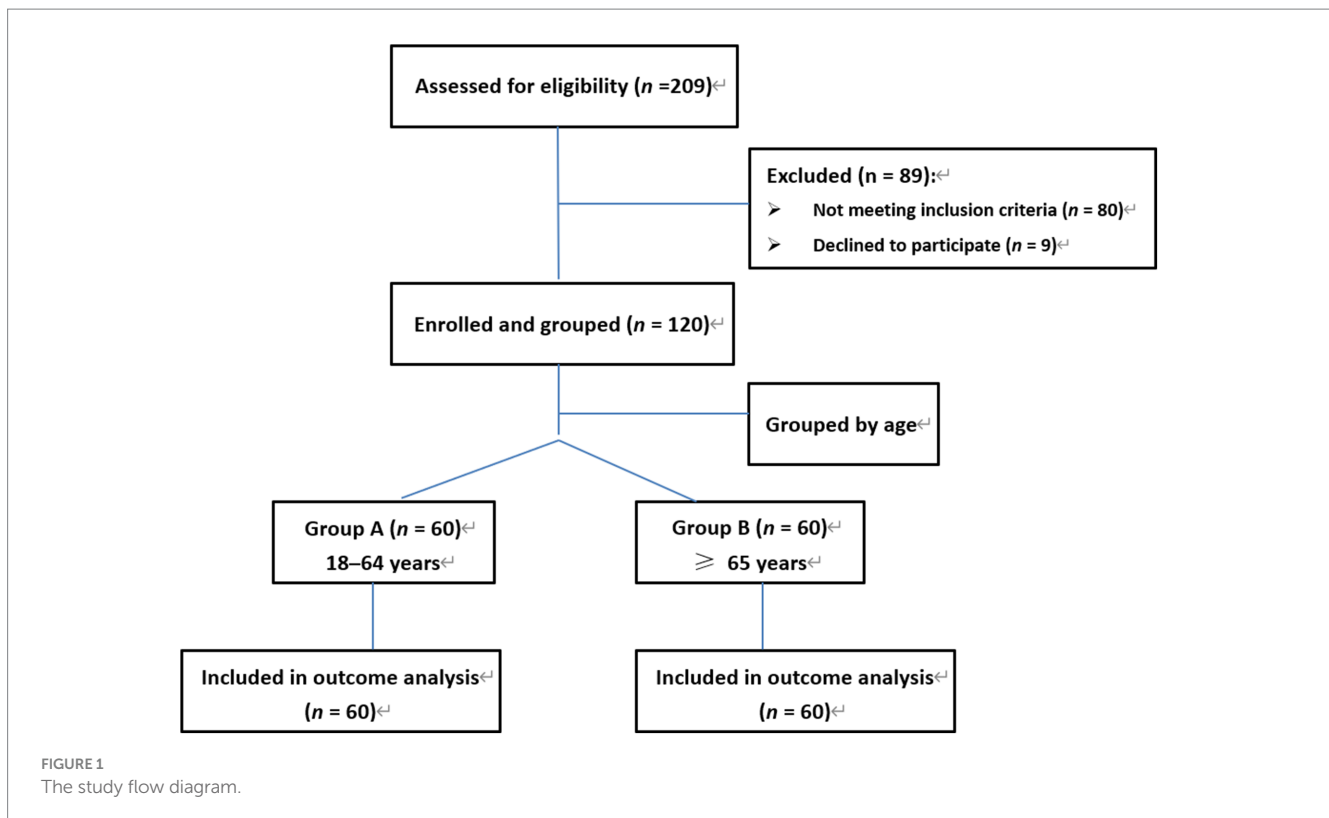 Assessed for eligibility (n =209)↵
Excluded (n = 89):↵
➢ Not meeting inclusion criteria (n = 80)↵
➢ Declined to participate (n = 9)↵
Enrolled and grouped (n = 120)↵
Grouped by age↵
Group A (n = 60)↵
18–64 years↵
Group B (n = 60)↵
⩾ 65 years↵
Included in outcome analysis↵
(n = 60)↵
Included in outcome analysis↵
(n = 60)↵
FIGURE 1
The study flow diagram.